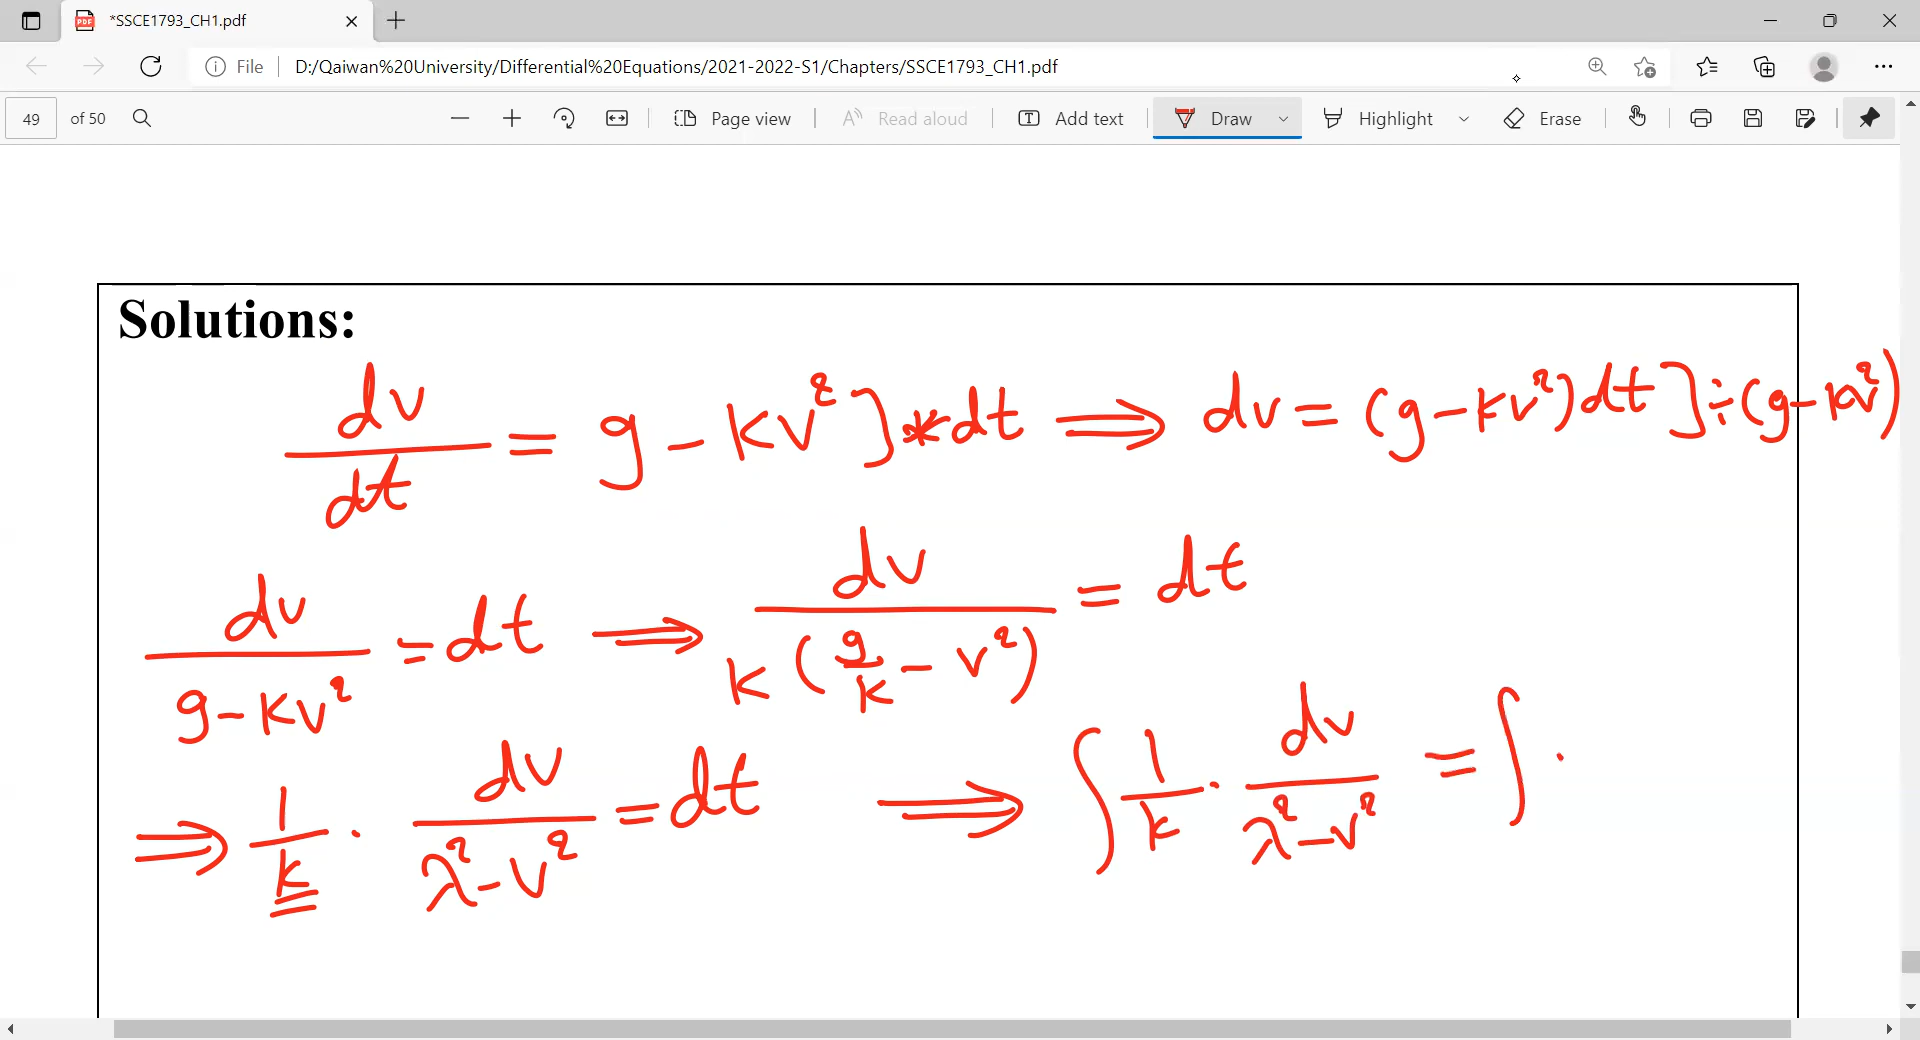 *SSCE1793_CH1.pdf
File D:/Qaiwan%20University/Differential%20Equations/2021-2022-S1/Chapters/SSCE1793_CH1.pdf
49 of 50 Page view Read aloud Add text Draw Highlight Erase
Solutions:
dv/dt = g - kv² ] * dt ⟹ dv = (g - kv²) dt ] ÷ (g - kv²)
dv/(g - kv²) = dt ⟹ dv/(k (g/k - v²)) = dt
⟹ 1/k · dv/(λ² - v²) = dt ⟹ ∫ 1/k · dv/(λ² - v²) = ∫ ·